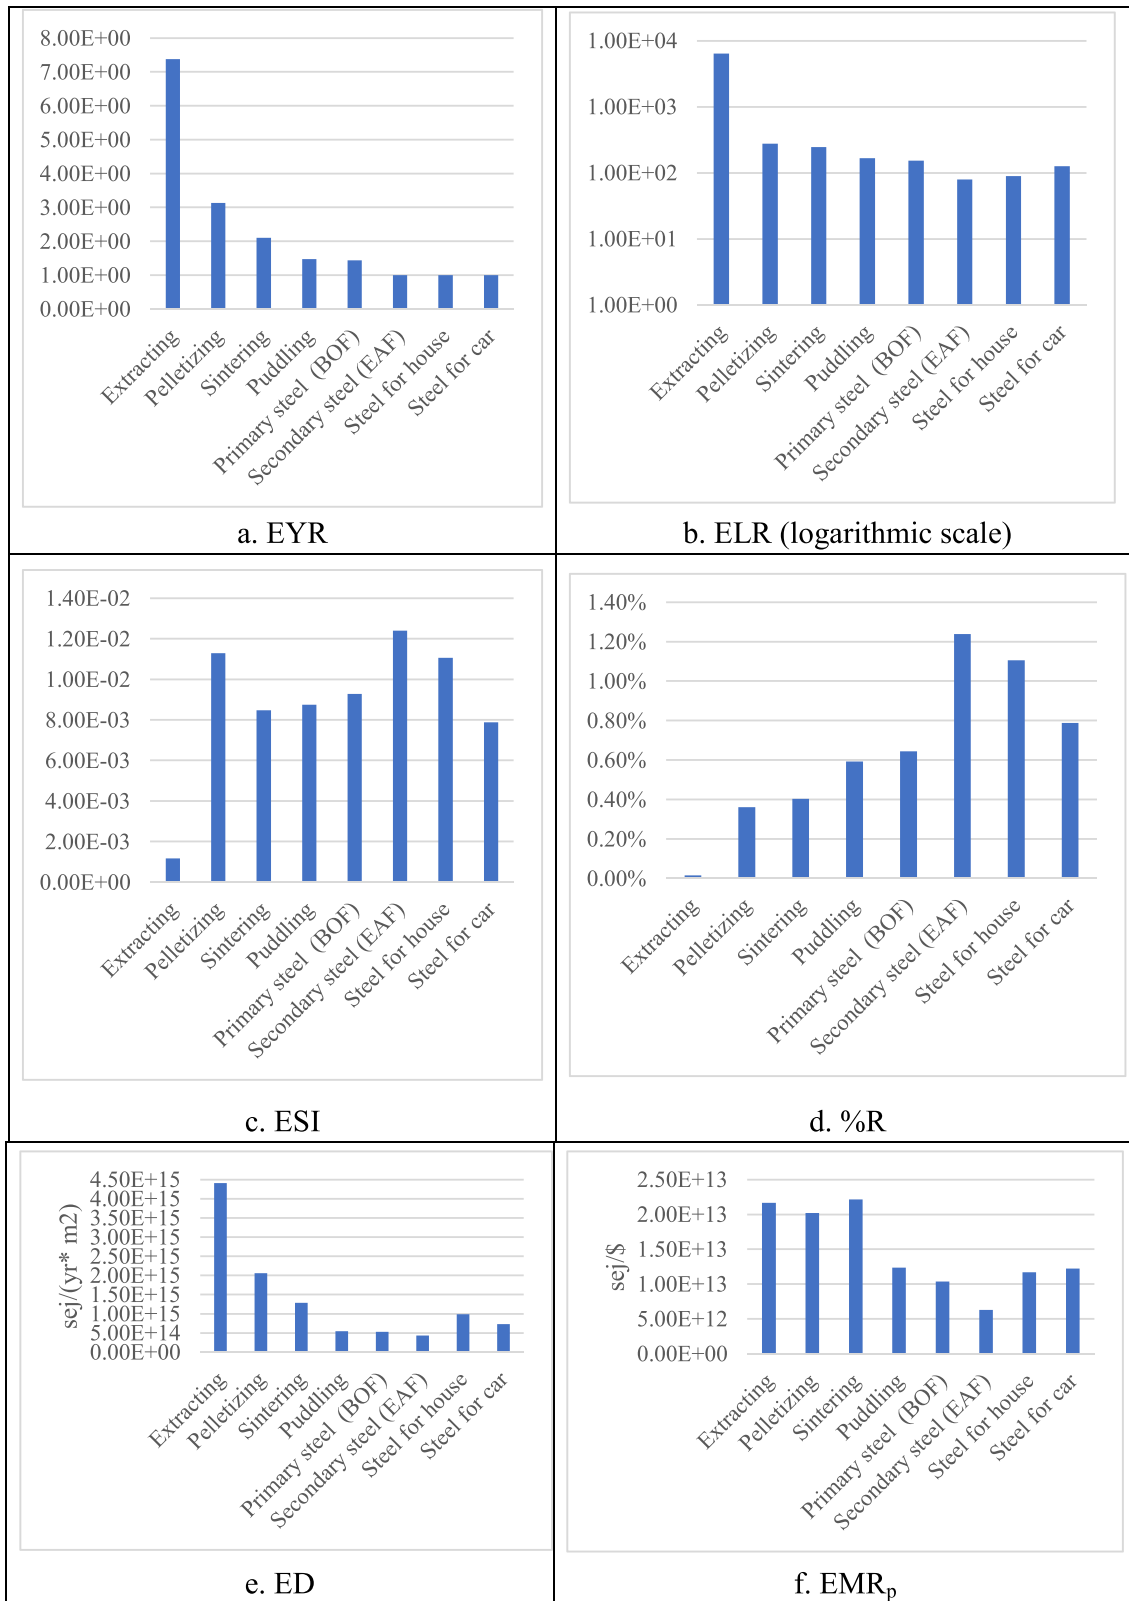 8.00E+00
7.00E+00
6.00E+00
5.00E+00
4.00E+00
3.00E+00
2.00E+00
1.00E+00
0.00E+00
Extracting
Pelletizing
Sintering
Puddling
Primary steel (BOF)
Secondary steel (EAF)
Steel for house
Steel for car
a. EYR
1.00E+04
1.00E+03
1.00E+02
1.00E+01
1.00E+00
Extracting
Pelletizing
Sintering
Puddling
Primary steel (BOF)
Secondary steel (EAF)
Steel for house
Steel for car
b. ELR (logarithmic scale)
1.40E-02
1.20E-02
1.00E-02
8.00E-03
6.00E-03
4.00E-03
2.00E-03
0.00E+00
Extracting
Pelletizing
Sintering
Puddling
Primary steel (BOF)
Secondary steel (EAF)
Steel for house
Steel for car
c. ESI
1.40%
1.20%
1.00%
0.80%
0.60%
0.40%
0.20%
0.00%
Extracting
Pelletizing
Sintering
Puddling
Primary steel (BOF)
Secondary steel (EAF)
Steel for house
Steel for car
d. %R
sej/(yr* m2)
4.50E+15
4.00E+15
3.50E+15
3.00E+15
2.50E+15
2.00E+15
1.50E+15
1.00E+15
5.00E+14
0.00E+00
Extracting
Pelletizing
Sintering
Puddling
Primary steel (BOF)
Secondary steel (EAF)
Steel for house
Steel for car
e. ED
sej/$
2.50E+13
2.00E+13
1.50E+13
1.00E+13
5.00E+12
0.00E+00
Extracting
Pelletizing
Sintering
Puddling
Primary steel (BOF)
Secondary steel (EAF)
Steel for house
Steel for car
f. EMRₚ